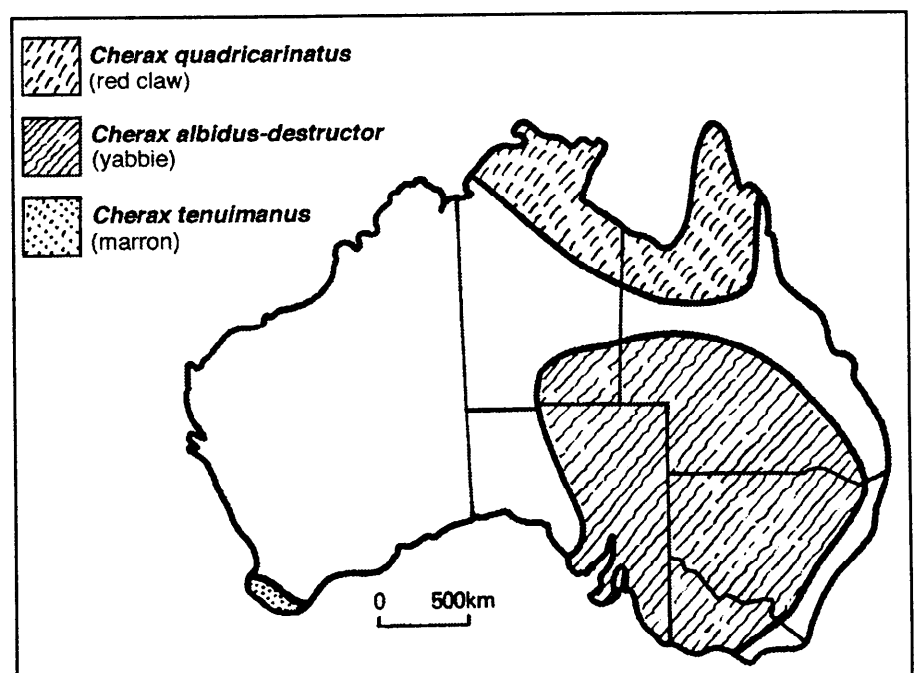 Cherax quadricarinatus
(red claw)
Cherax albidus-destructor
(yabbie)
Cherax tenuimanus
(marron)
0 500km